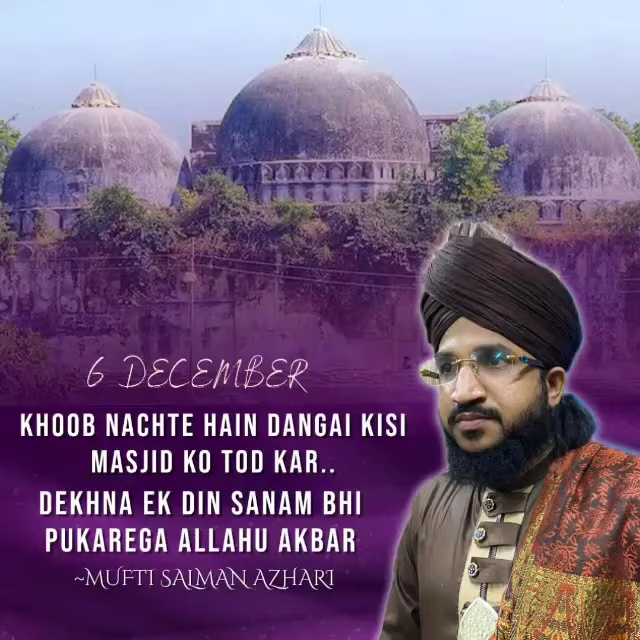 6 DECEMBER
KHOOB NACHTE HAIN DANGAI KISI
MASJID KO TOD KAR..
DEKHNA EK DIN SANAM BHI
PUKAREGA ALLAHU AKBAR
~MUFTI SALMAN AZHARI